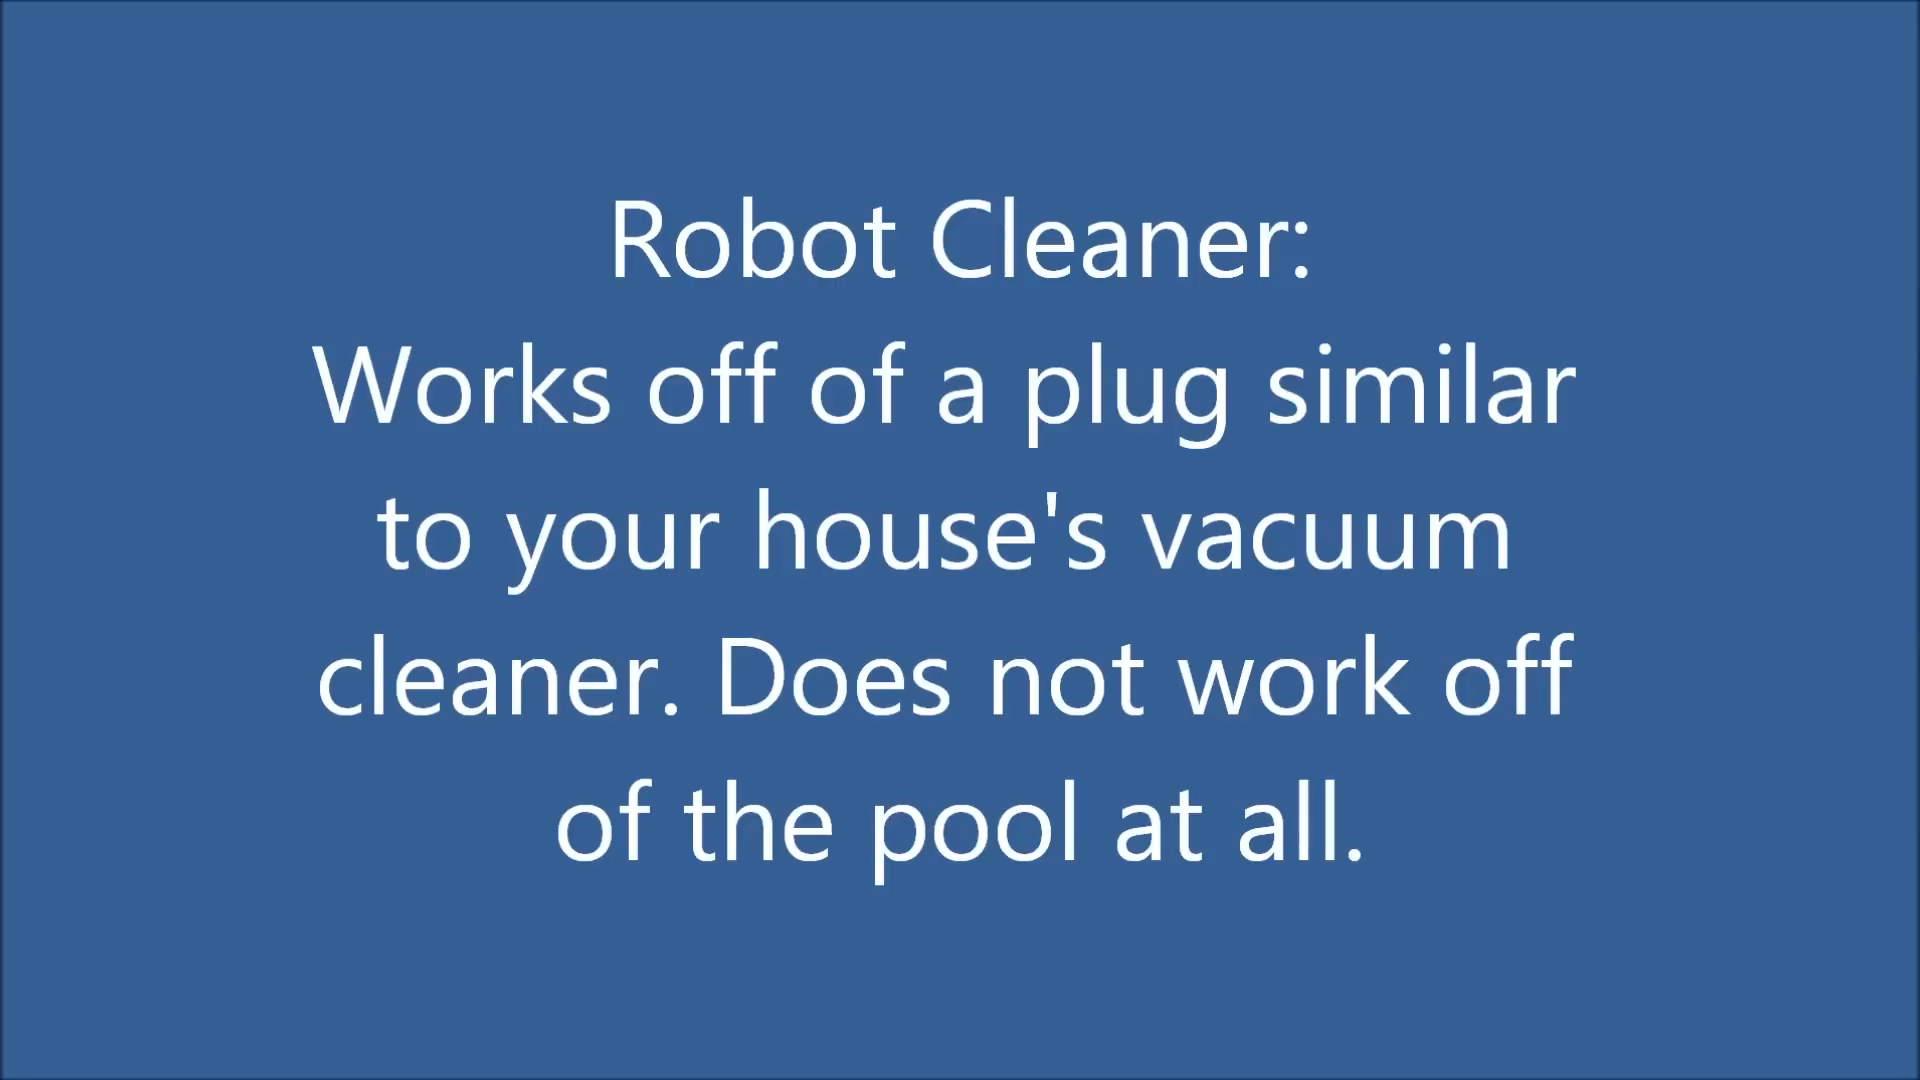 Robot Cleaner:
Works off of a plug similar
to your house's vacuum
cleaner. Does not work off
of the pool at all.